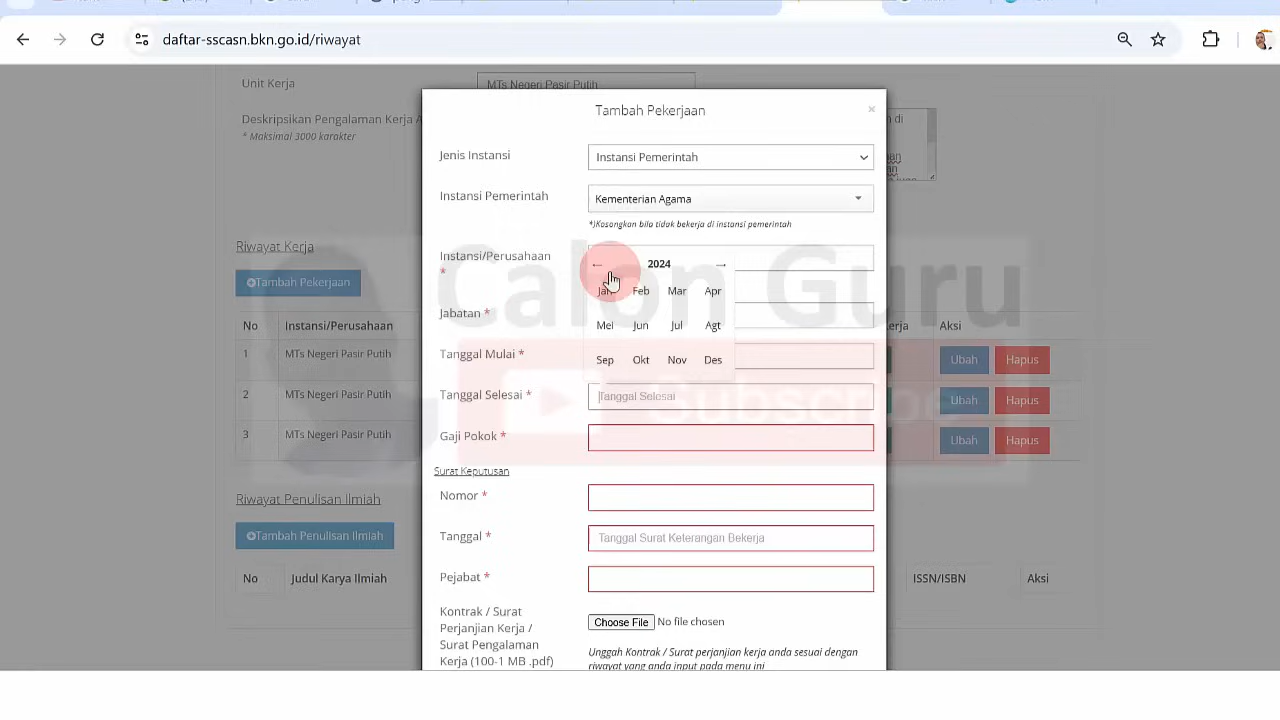 daftar-sscasn.bkn.go.id/riwayat
Unit Kerja
MTs Negeri Pasir Putih
Deskripsikan Pengalaman Kerja A
* Maksimal 3000 karakter
Tambah Pekerjaan
×
Jenis Instansi
Instansi Pemerintah
Instansi Pemerintah
Kementerian Agama
*)Kosongkan bila tidak bekerja di instansi pemerintah
Instansi/Perusahaan
*
← 2024 →
Jan Feb Mar Apr
Mei Jun Jul Agt
Sep Okt Nov Des
Jabatan *
Tanggal Mulai *
Tanggal Selesai *
Tanggal Selesai
Gaji Pokok *
Surat Keputusan
Nomor *
Tanggal *
Tanggal Surat Keterangan Bekerja
Pejabat *
Kontrak / Surat
Perjanjian Kerja /
Surat Pengalaman
Kerja (100-1 MB .pdf)
Choose File No file chosen
Unggah Kontrak / Surat perjanjian kerja anda sesuai dengan
riwayat yang anda input pada menu ini
Riwayat Kerja
Tambah Pekerjaan
No Instansi/Perusahaan erja Aksi
1 MTs Negeri Pasir Putih Ubah Hapus
2 MTs Negeri Pasir Putih Ubah Hapus
3 MTs Negeri Pasir Putih Ubah Hapus
Riwayat Penulisan Ilmiah
Tambah Penulisan Ilmiah
No Judul Karya Ilmiah ISSN/ISBN Aksi
Calon Guru
Subscribe